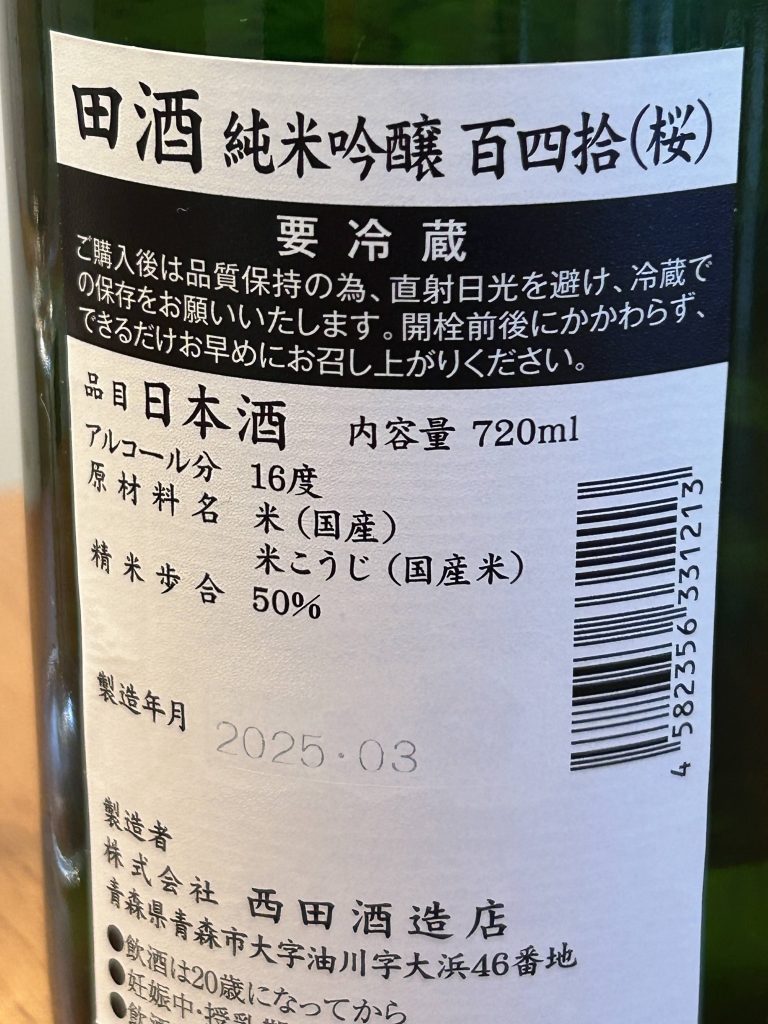 田酒 純米吟醸 百四拾(桜)
要冷蔵
ご購入後は品質保持の為、直射日光を避け、冷蔵で
の保存をお願いいたします。開栓前後にかかわらず、
できるだけお早めにお召し上がりください。
品目 日本酒 内容量 720ml
アルコール分 16度
原材料名 米(国産)
米こうじ(国産米)
精米歩合 50%
4 582356 331213
製造年月 2025・03
製造者
株式会社 西田酒造店
青森県青森市大字油川字大浜46番地
●飲酒は20歳になってから
●妊娠中・授乳期
●飲酒